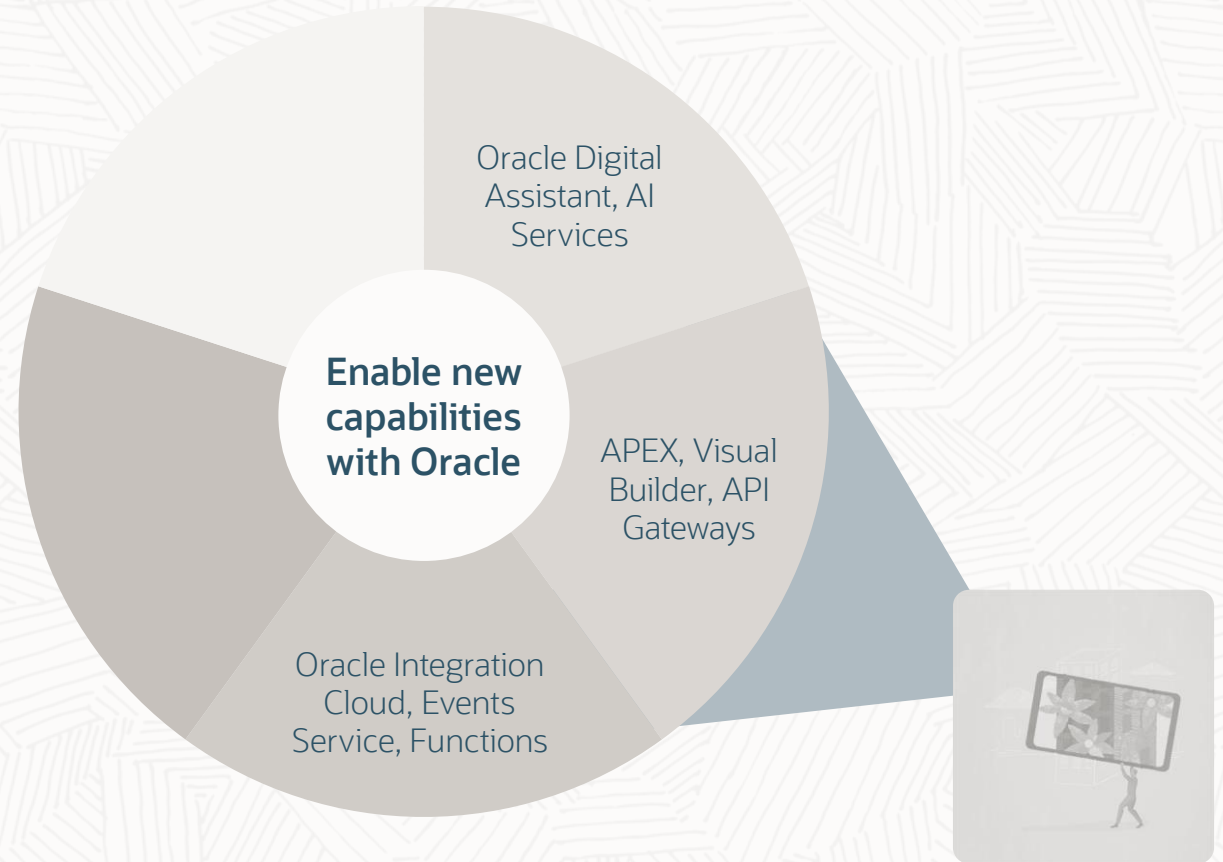 Oracle Digital
Assistant, AI
Services
Enable new
capabilities
with Oracle
APEX, Visual
Builder, API
Gateways
Oracle Integration
Cloud, Events
Service, Functions